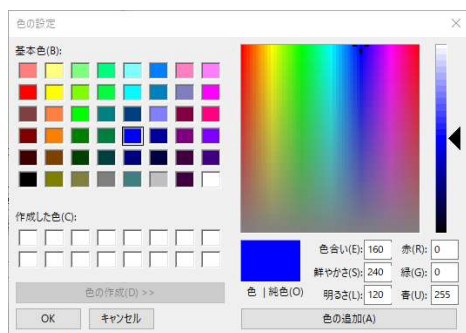 色の設定
基本色(B):
作成した色(C):
色の作成(D) >>
OK キャンセル
色 | 純色(O)
色合い(E): 160 赤(R): 0
鮮やかさ(S): 240 緑(G): 0
明るさ(L): 120 青(U): 255
色の追加(A)